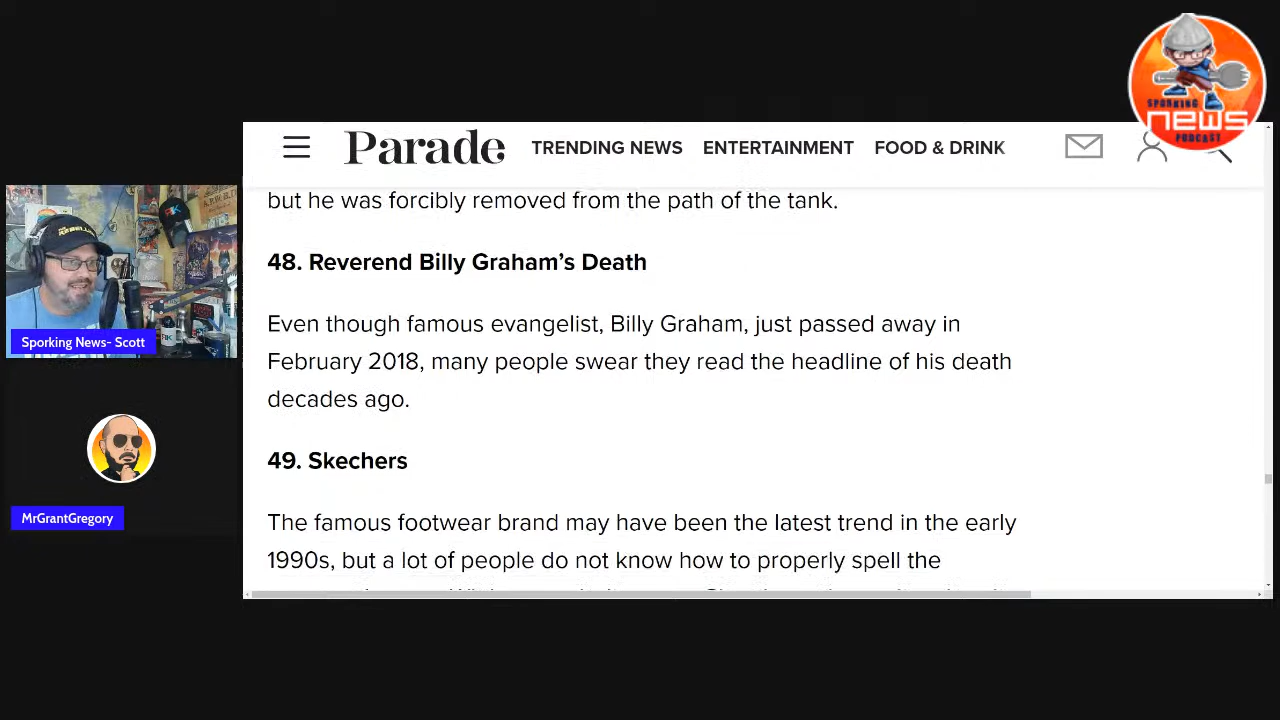 SPORKING
news
PODCAST
Parade
TRENDING NEWS
ENTERTAINMENT
FOOD & DRINK
but he was forcibly removed from the path of the tank.
48. Reverend Billy Graham’s Death
Even though famous evangelist, Billy Graham, just passed away in
February 2018, many people swear they read the headline of his death
decades ago.
49. Skechers
The famous footwear brand may have been the latest trend in the early
1990s, but a lot of people do not know how to properly spell the
Sporking News- Scott
MrGrantGregory